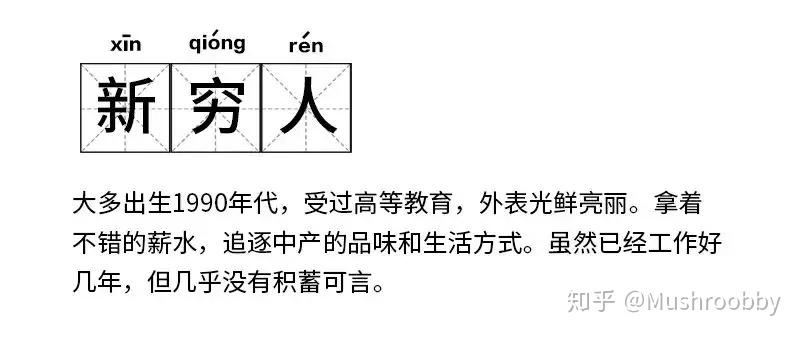 xīn qióng rén
新穷人
大多出生1990年代，受过高等教育，外表光鲜亮丽。拿着
不错的薪水，追逐中产的品味和生活方式。虽然已经工作好
几年，但几乎没有积蓄可言。
知乎 @Mushroobby